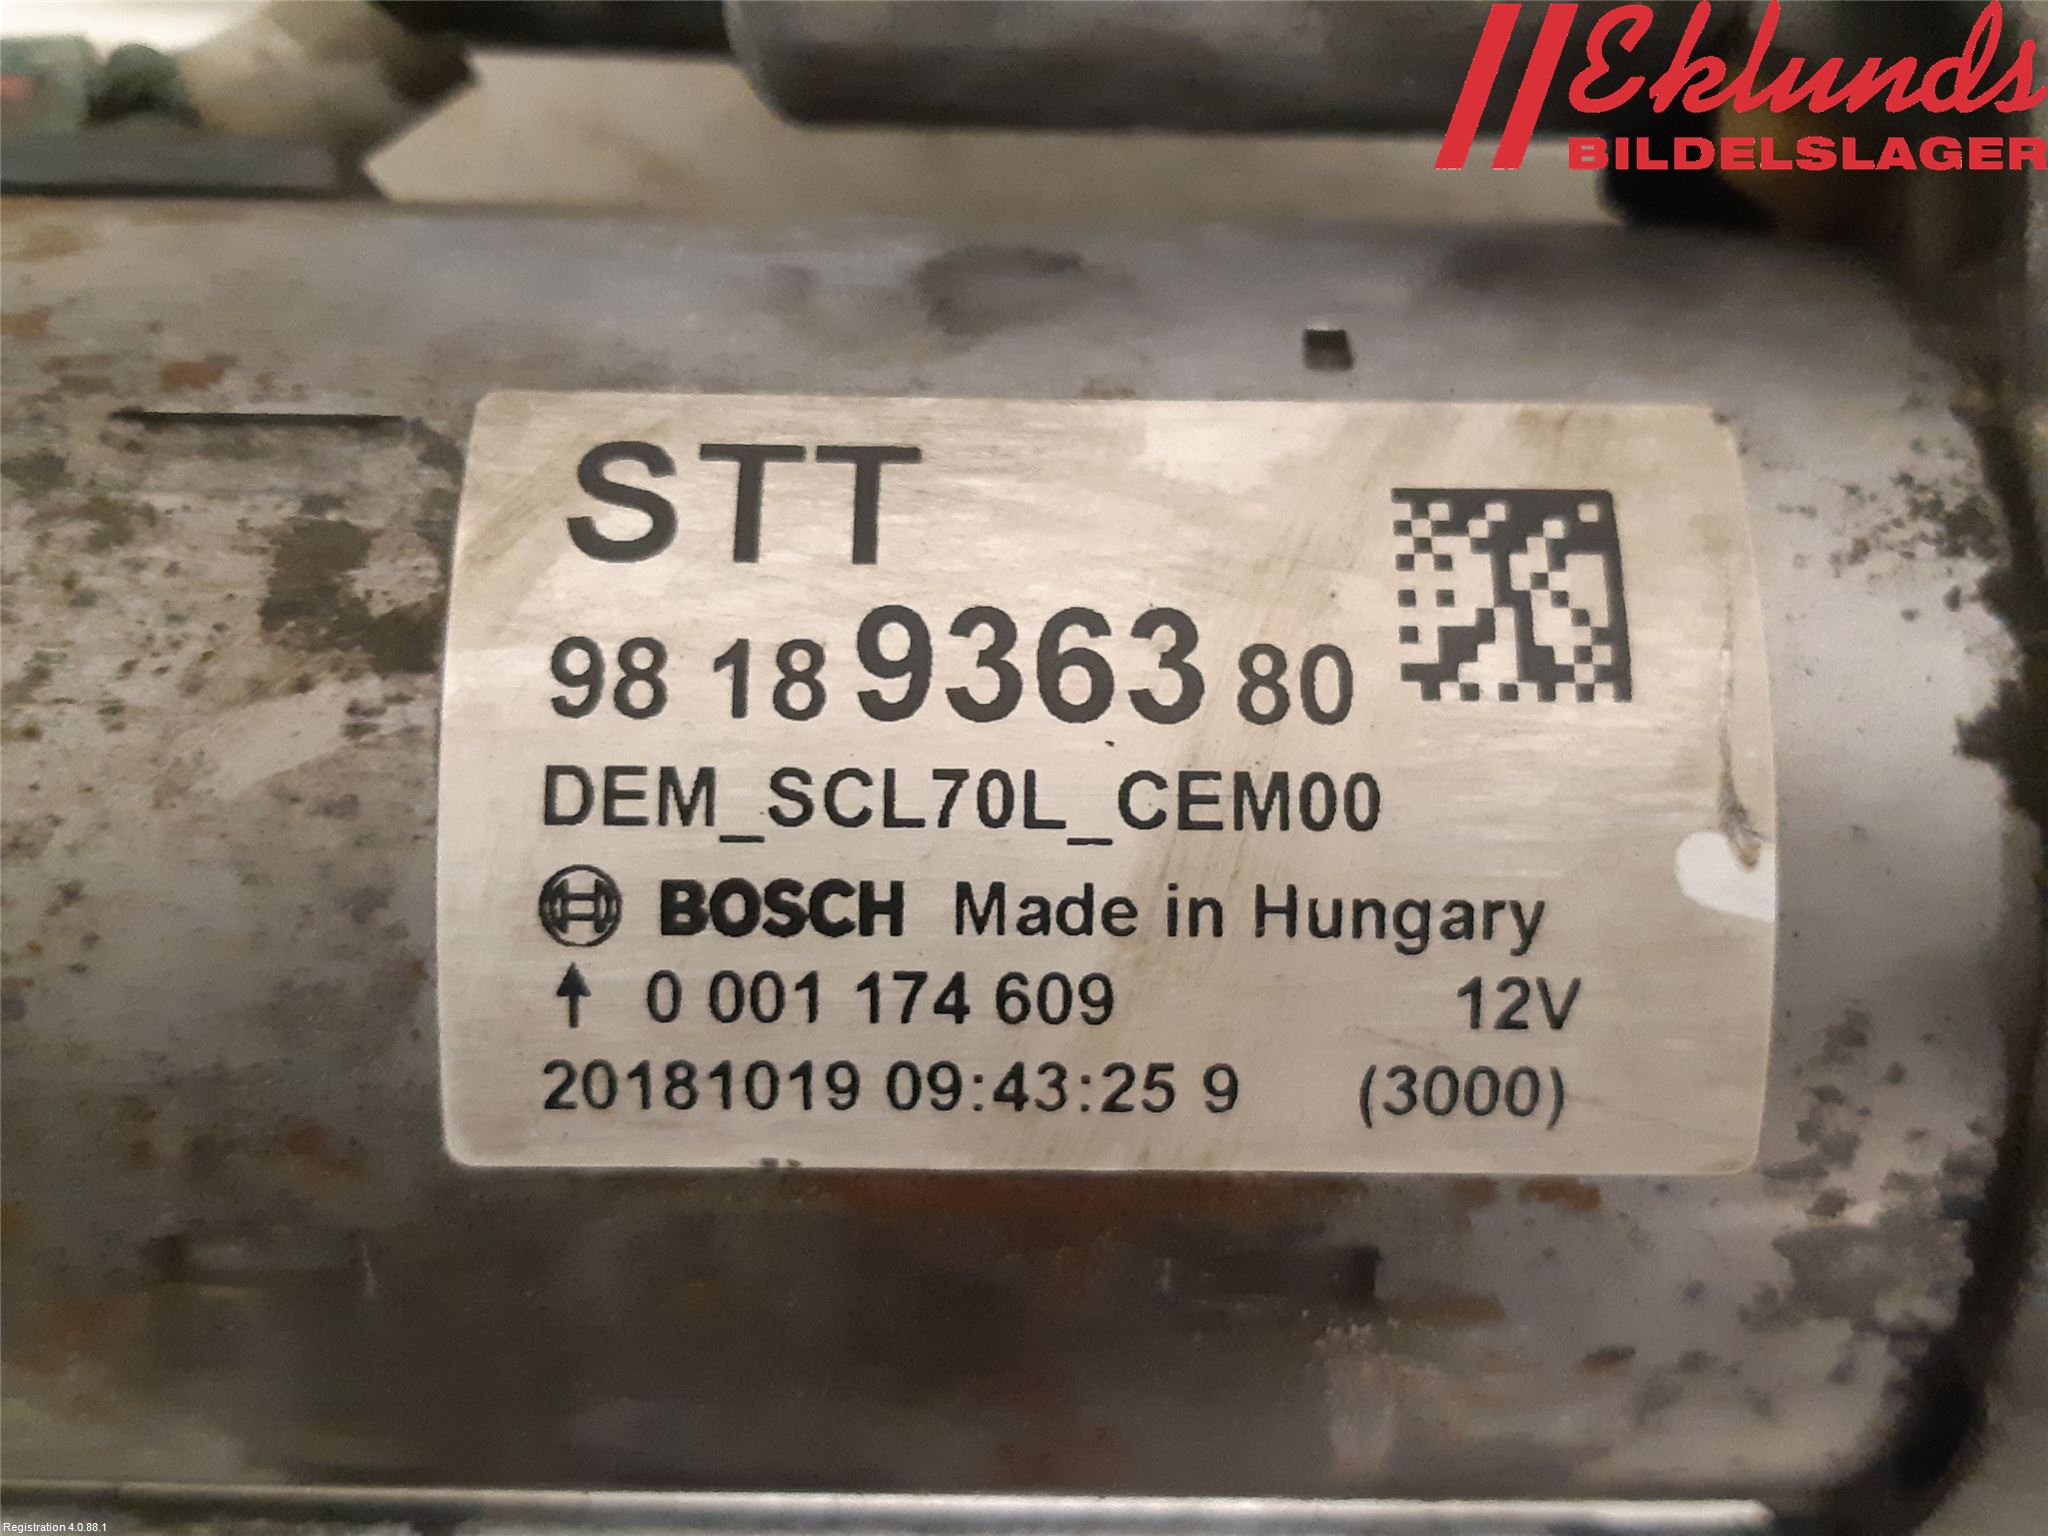 Eklunds
BILDELSLAGER
STT
98 18 9363 80
DEM_SCL70L_CEM00
BOSCH Made in Hungary
↑ 0 001 174 609 12V
20181019 09:43:25 9 (3000)
Registration 4.0.88.1